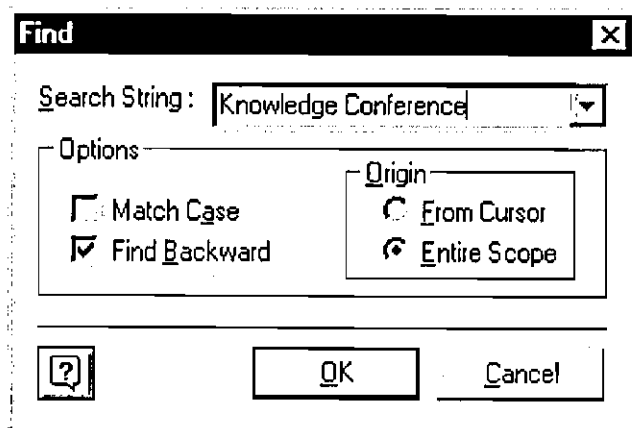 Find
Search String : Knowledge Conference
Options
Match Case
Find Backward
Origin
From Cursor
Entire Scope
?
OK
Cancel